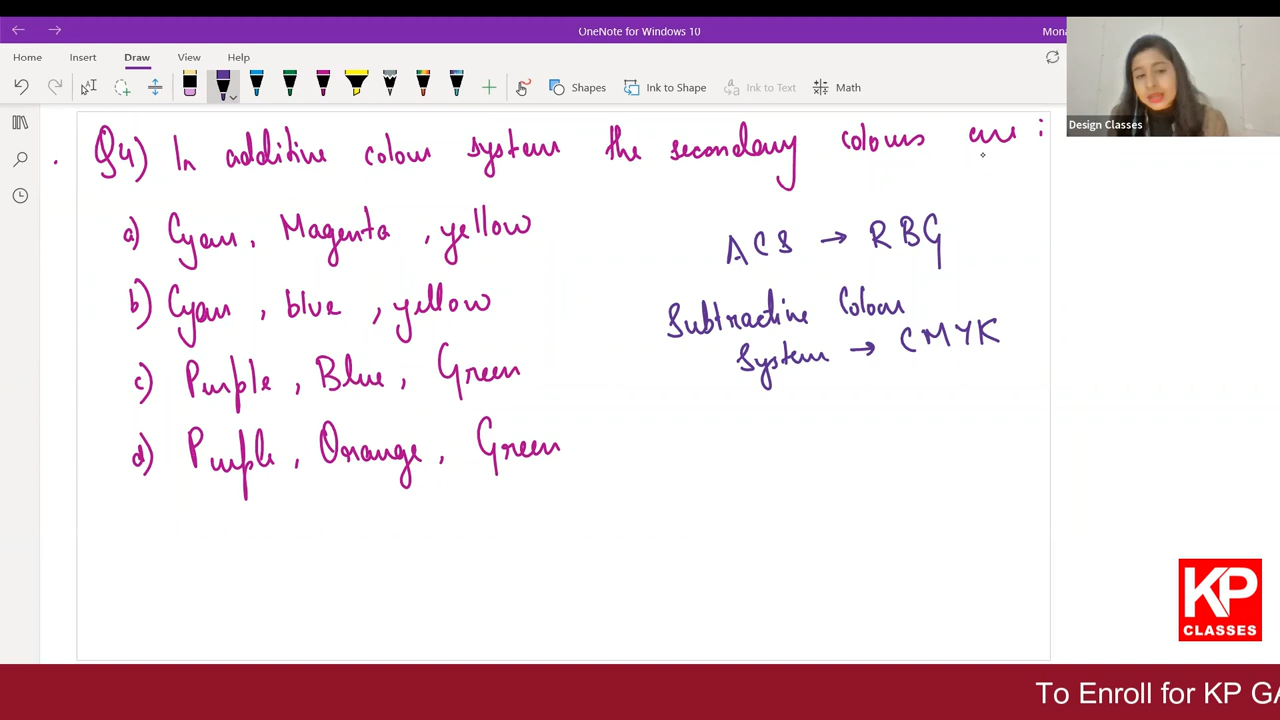 OneNote for Windows 10
Mona
Home Insert Draw View Help
Shapes Ink to Shape Ink to Text Math
Design Classes
Q4) In additive colour system the secondary colours are :
a) Cyan, Magenta, yellow
b) Cyan, blue, yellow
c) Purple, Blue, Green
d) Purple, Orange, Green
ACS → RBG
Subtractive Colour
System → CMYK
KP
CLASSES
To Enroll for KP GA